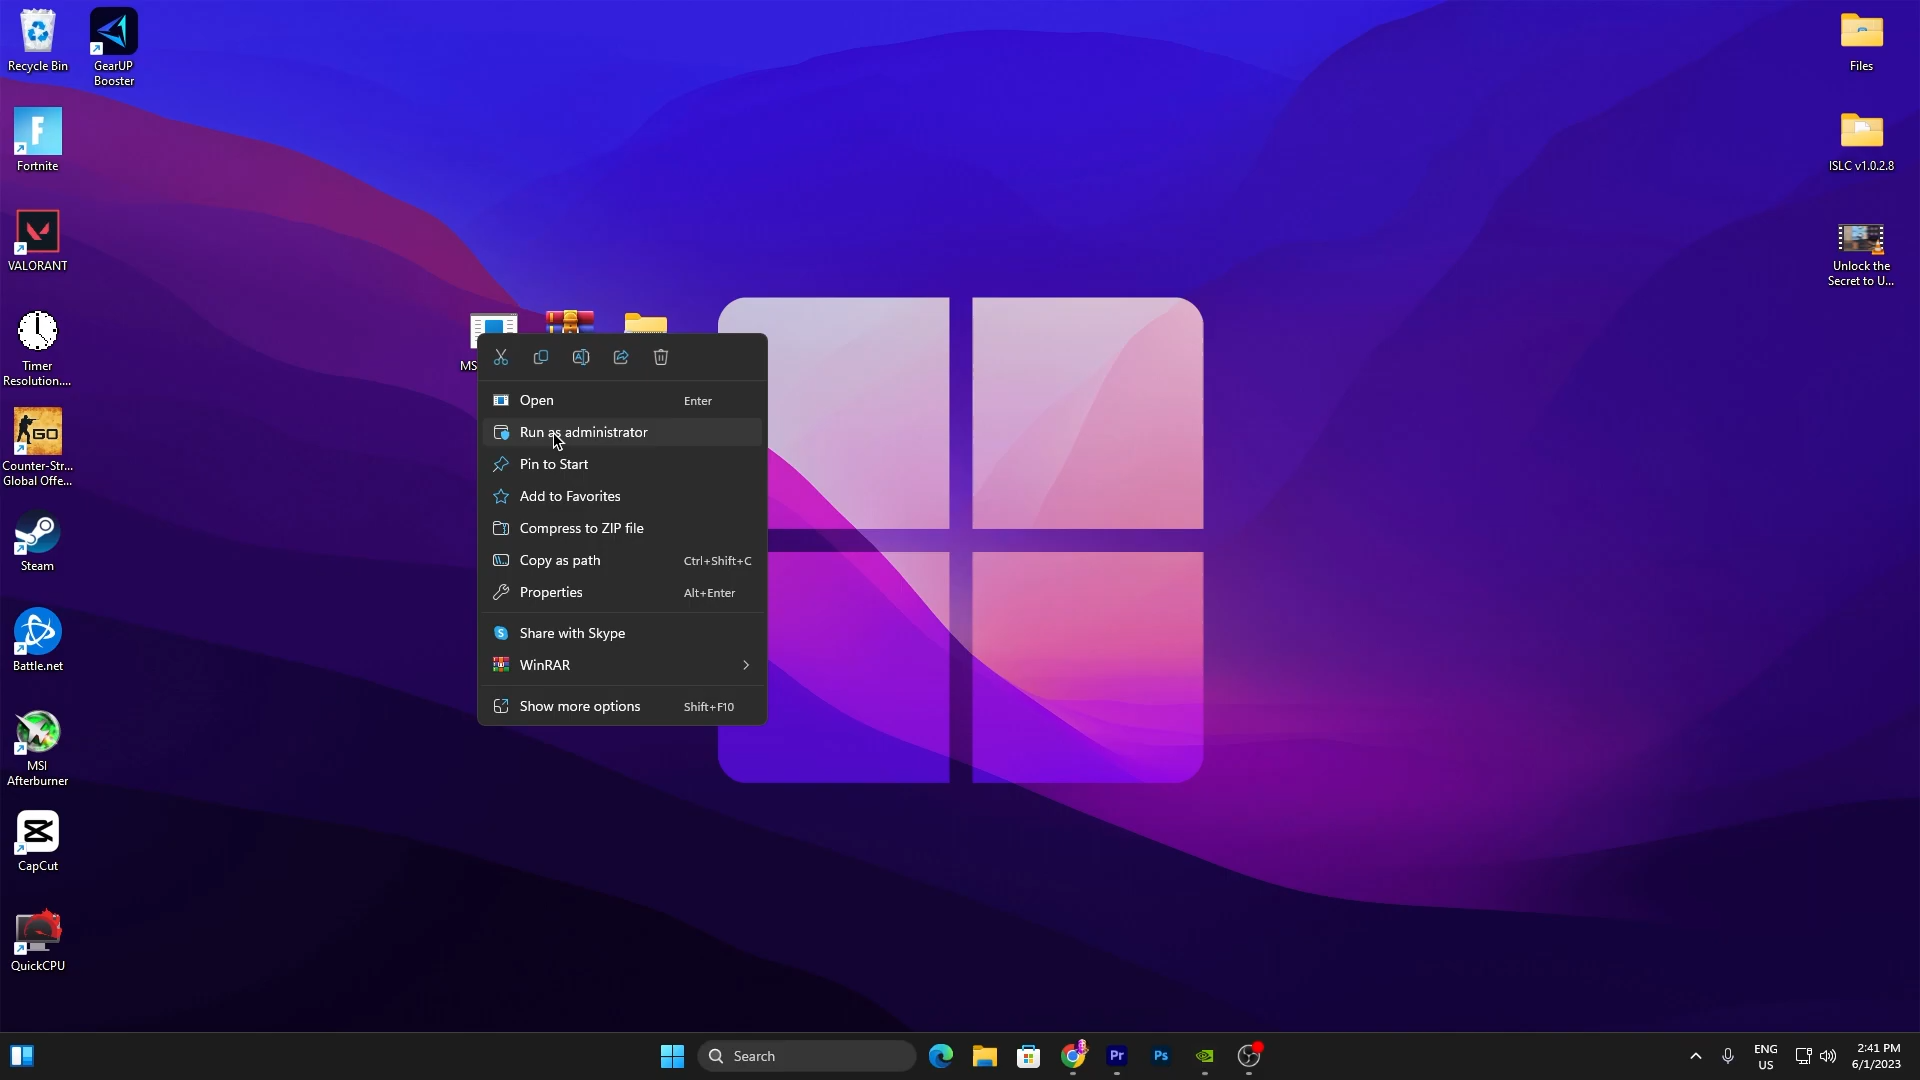 Recycle Bin
GearUP
Booster
Fortnite
VALORANT
Timer
Resolution....
GO
Counter-Str...
Global Offe...
Steam
Battle.net
MSI
Afterburner
CapCut
QuickCPU
MS
Open Enter
Run as administrator
Pin to Start
Add to Favorites
Compress to ZIP file
Copy as path Ctrl+Shift+C
Properties Alt+Enter
Share with Skype
WinRAR
Show more options Shift+F10
Files
ISLC v1.0.2.8
Unlock the
Secret to U...
Search
Pr
Ps
ENG
US
2:41 PM
6/1/2023